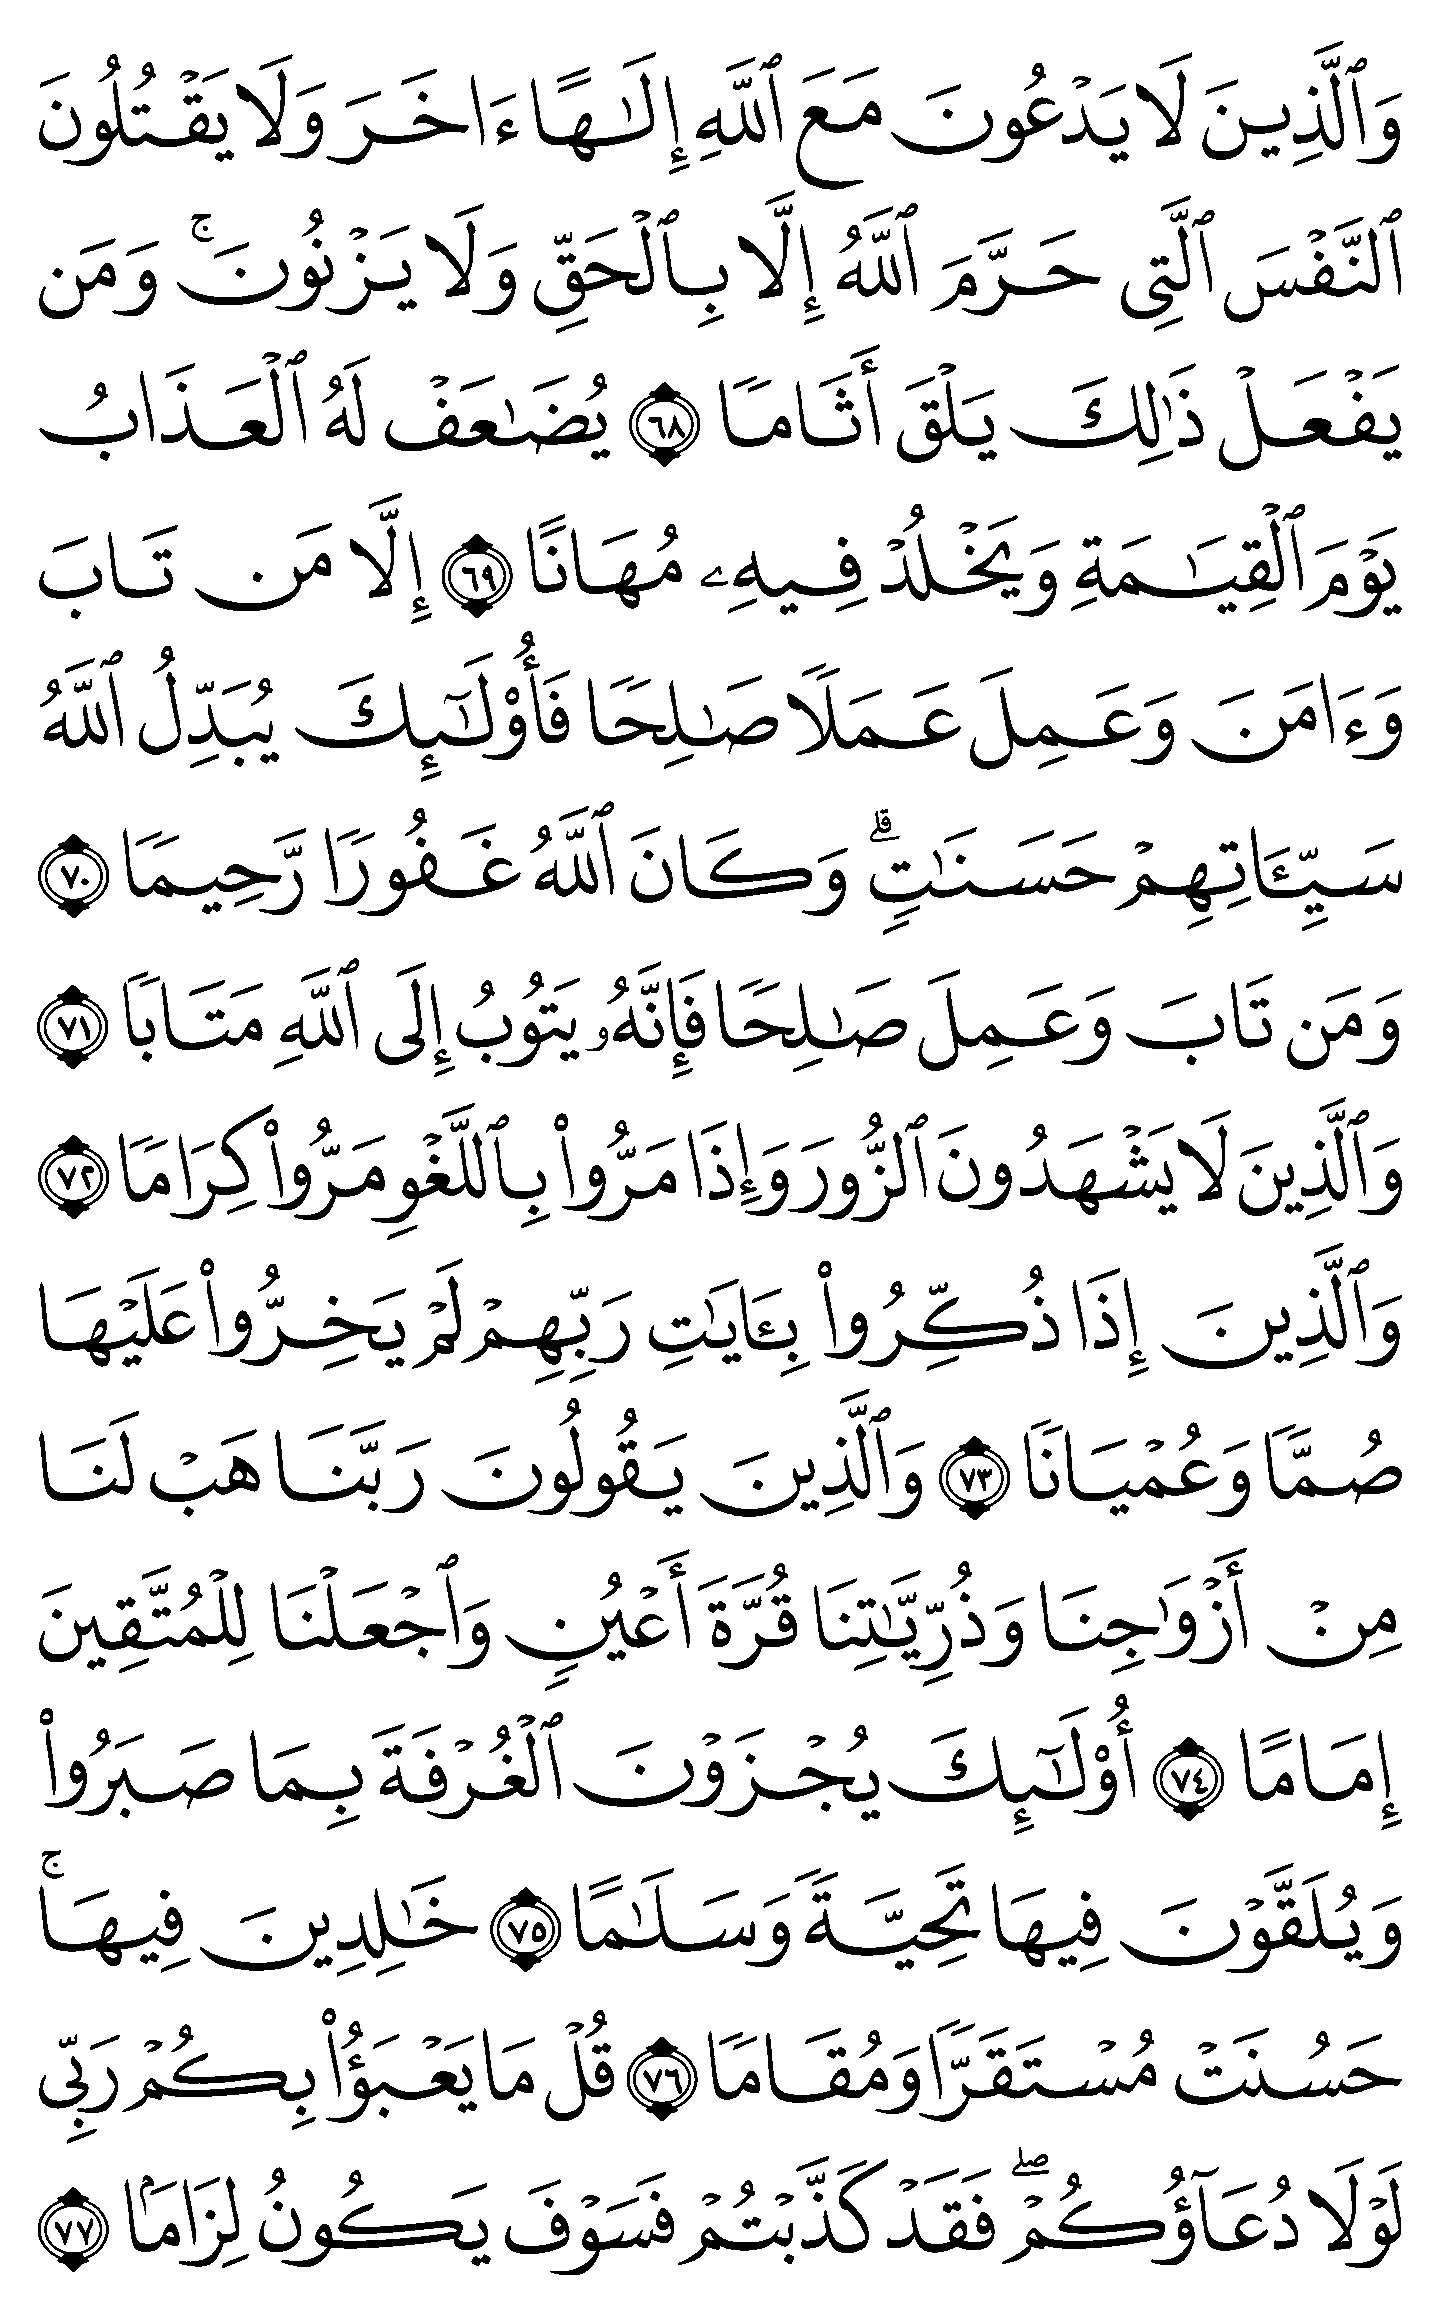 وَٱلَّذِينَ لَا يَدۡعُونَ مَعَ ٱللَّهِ إِلَٰهًا ءَاخَرَ وَلَا يَقۡتُلُونَ
ٱلنَّفۡسَ ٱلَّتِي حَرَّمَ ٱللَّهُ إِلَّا بِٱلۡحَقِّ وَلَا يَزۡنُونَۚ وَمَن
يَفۡعَلۡ ذَٰلِكَ يَلۡقَ أَثَامٗا ٦٨ يُضَٰعَفۡ لَهُ ٱلۡعَذَابُ
يَوۡمَ ٱلۡقِيَٰمَةِ وَيَخۡلُدۡ فِيهِۦ مُهَانًا ٦٩ إِلَّا مَن تَابَ
وَءَامَنَ وَعَمِلَ عَمَلٗا صَٰلِحٗا فَأُوْلَٰٓئِكَ يُبَدِّلُ ٱللَّهُ
سَيِّـَٔاتِهِمۡ حَسَنَٰتٖۗ وَكَانَ ٱللَّهُ غَفُورٗا رَّحِيمٗا ٧٠
وَمَن تَابَ وَعَمِلَ صَٰلِحٗا فَإِنَّهُۥ يَتُوبُ إِلَى ٱللَّهِ مَتَابٗا ٧١
وَٱلَّذِينَ لَا يَشۡهَدُونَ ٱلزُّورَ وَإِذَا مَرُّواْ بِٱللَّغۡوِ مَرُّواْ كِرَامٗا ٧٢
وَٱلَّذِينَ إِذَا ذُكِّرُواْ بِـَٔايَٰتِ رَبِّهِمۡ لَمۡ يَخِرُّواْ عَلَيۡهَا
صُمّٗا وَعُمۡيَانٗا ٧٣ وَٱلَّذِينَ يَقُولُونَ رَبَّنَا هَبۡ لَنَا
مِنۡ أَزۡوَٰجِنَا وَذُرِّيَّٰتِنَا قُرَّةَ أَعۡيُنٖ وَٱجۡعَلۡنَا لِلۡمُتَّقِينَ
إِمَامًا ٧٤ أُوْلَٰٓئِكَ يُجۡزَوۡنَ ٱلۡغُرۡفَةَ بِمَا صَبَرُواْ
وَيُلَقَّوۡنَ فِيهَا تَحِيَّةٗ وَسَلَٰمًا ٧٥ خَٰلِدِينَ فِيهَاۚ
حَسُنَتۡ مُسۡتَقَرّٗا وَمُقَامٗا ٧٦ قُلۡ مَا يَعۡبَؤُاْ بِكُمۡ رَبِّي
لَوۡلَا دُعَآؤُكُمۡۖ فَقَدۡ كَذَّبۡتُمۡ فَسَوۡفَ يَكُونُ لِزَامَۢا ٧٧